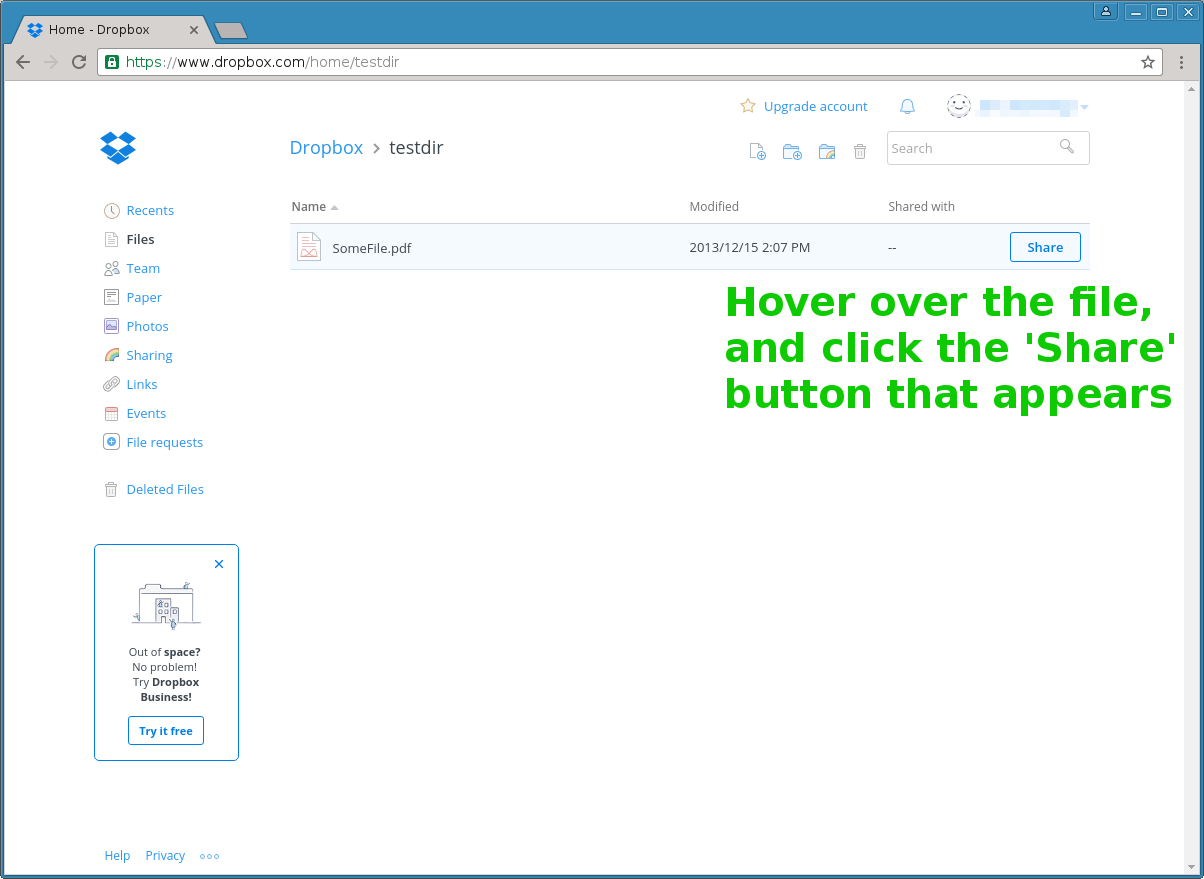 Home - Dropbox
https://www.dropbox.com/home/testdir
Upgrade account
Dropbox > testdir
Search
Name
Modified
Shared with
SomeFile.pdf
2013/12/15 2:07 PM
--
Share
Hover over the file,
and click the 'Share'
button that appears
Recents
Files
Team
Paper
Photos
Sharing
Links
Events
File requests
Deleted Files
Out of space?
No problem!
Try Dropbox
Business!
Try it free
Help
Privacy